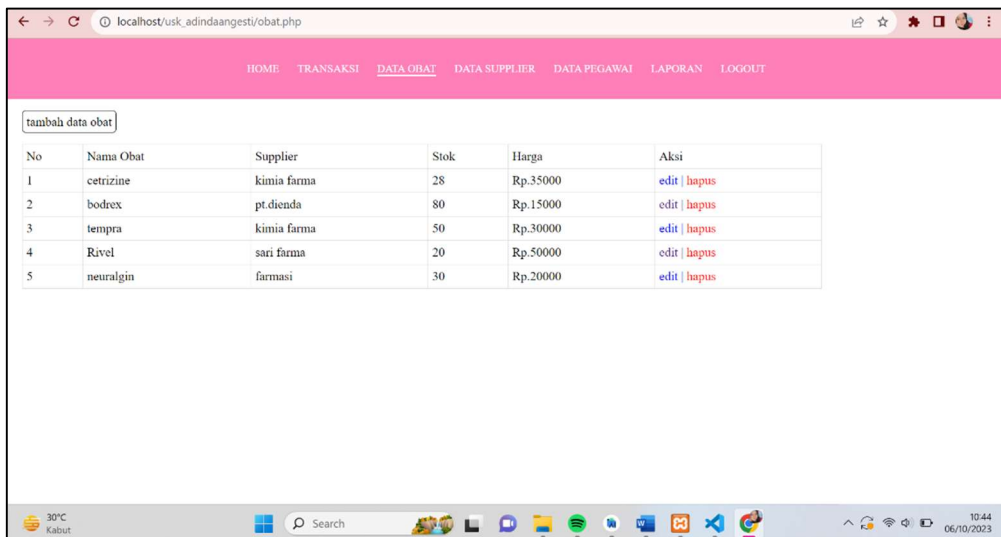 localhost/usk_adindaangesti/obat.php
HOME TRANSAKSI DATA OBAT DATA SUPPLIER DATA PEGAWAI LAPORAN LOGOUT
tambah data obat
No Nama Obat Supplier Stok Harga Aksi
1 cetrizine kimia farma 28 Rp.35000 edit | hapus
2 bodrex pt.dienda 80 Rp.15000 edit | hapus
3 tempra kimia farma 50 Rp.30000 edit | hapus
4 Rivel sari farma 20 Rp.50000 edit | hapus
5 neuralgin farmasi 30 Rp.20000 edit | hapus
30°C
Kabut
Search
10:44
06/10/2023